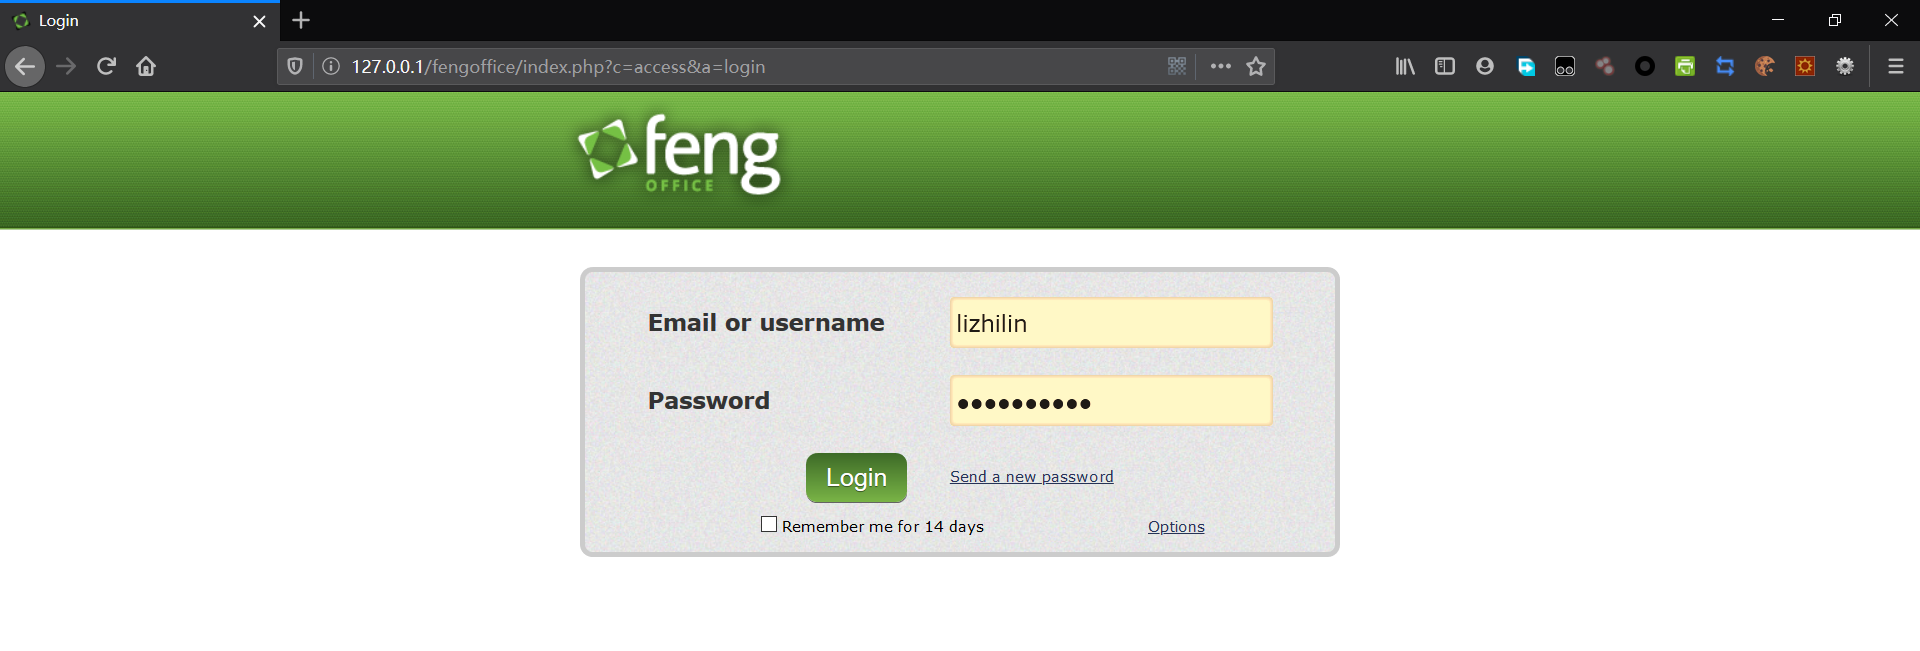 Login
127.0.0.1/fengoffice/index.php?c=access&a=login
feng
OFFICE
Email or username
lizhilin
Password
Login
Send a new password
Remember me for 14 days
Options